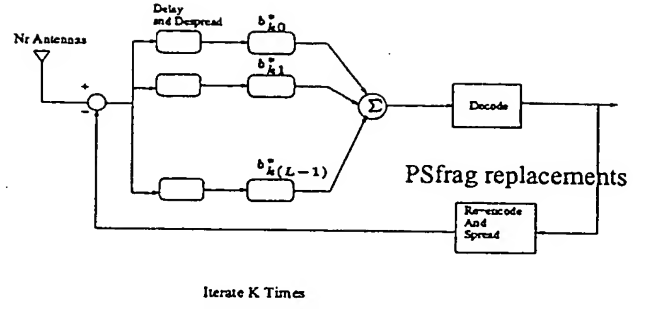 Delay
and Despread
Nr Antennas
b*k0
b*k1
b*k(L−1)
+
−
Σ
Decode
PSfrag replacements
Re-encode
And
Spread
Iterate K Times